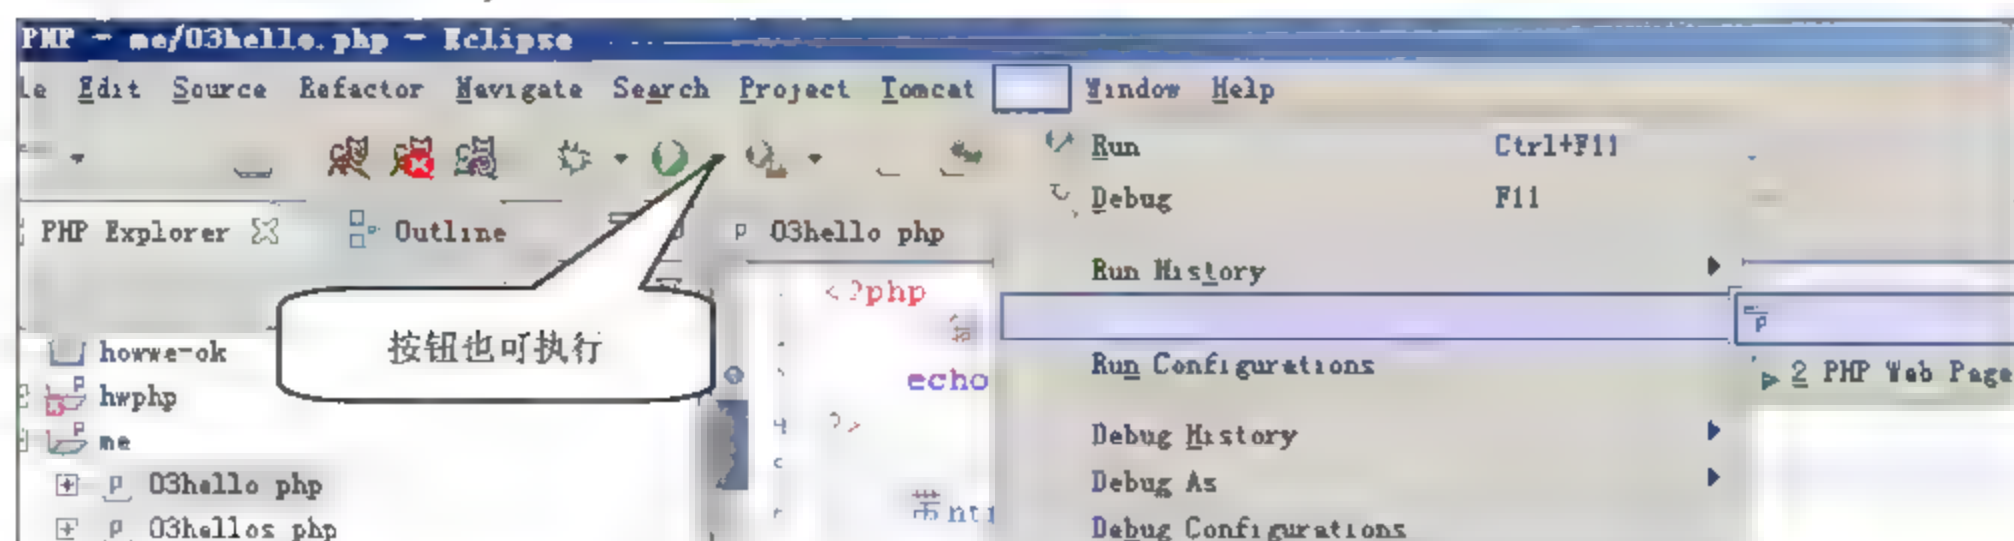 PHP - me/03hello.php - Eclipse
le Edit Source Refactor Navigate Search Project Tomcat Window Help
Run Ctrl+F11
Debug F11
PHP Explorer Outline
03hello php
Run History
<?php
按钮也可执行
howwe-ok
echo
Run Configurations
2 PHP Web Page
hwphp
?>
Debug History
me
03hello php
Debug As
03hellos php
Debug Configurations